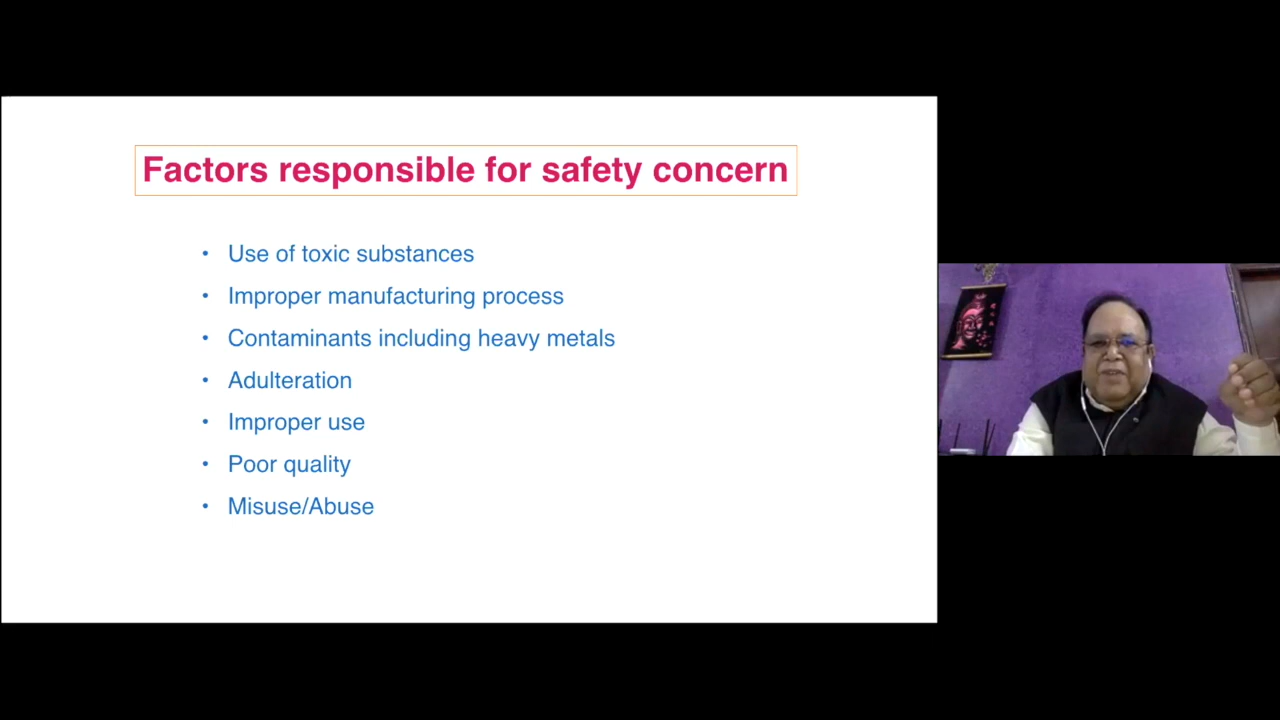 Factors responsible for safety concern
• Use of toxic substances
• Improper manufacturing process
• Contaminants including heavy metals
• Adulteration
• Improper use
• Poor quality
• Misuse/Abuse